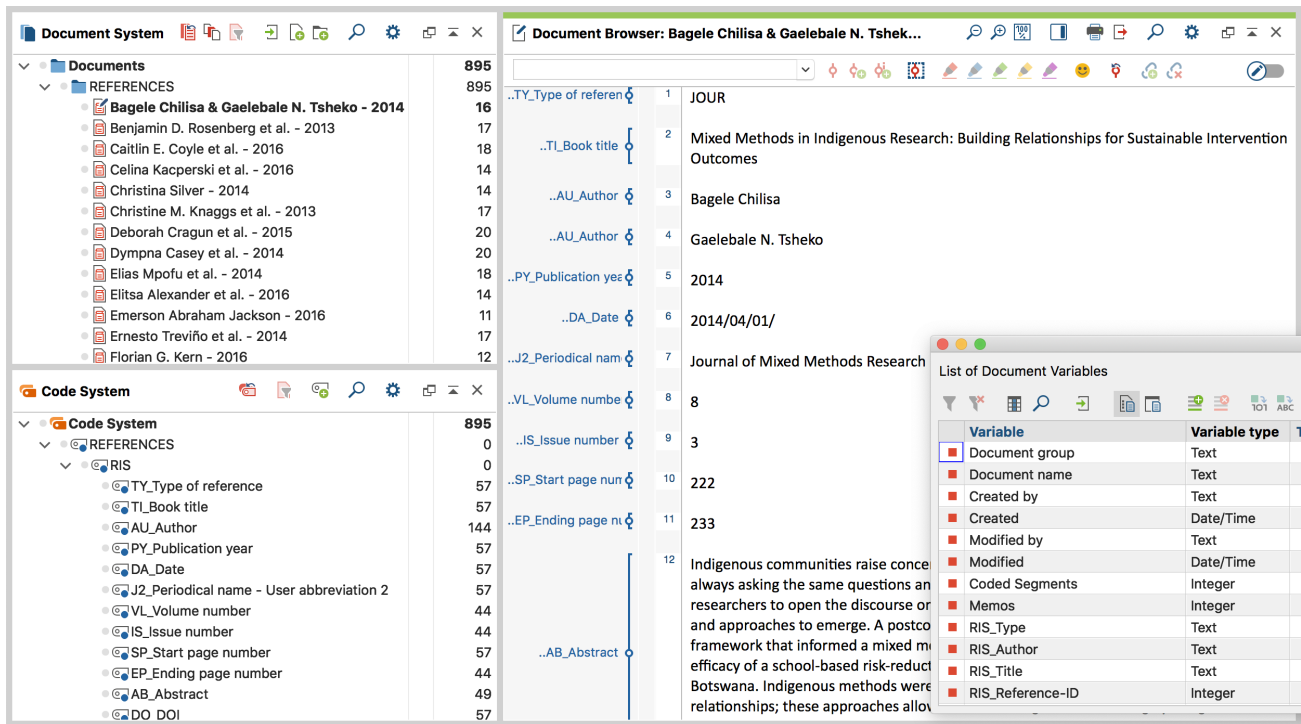 Document System
Documents 895
REFERENCES 895
Bagele Chilisa & Gaelebale N. Tsheko - 2014 16
Benjamin D. Rosenberg et al. - 2013 17
Caitlin E. Coyle et al. - 2016 18
Celina Kacperski et al. - 2016 14
Christina Silver - 2014 14
Christine M. Knaggs et al. - 2013 17
Deborah Cragun et al. - 2015 20
Dympna Casey et al. - 2014 20
Elias Mpofu et al. - 2014 18
Elitsa Alexander et al. - 2016 14
Emerson Abraham Jackson - 2016 11
Ernesto Treviño et al. - 2014 17
Florian G. Kern - 2016 12
Code System
Code System 895
REFERENCES 0
RIS 0
TY_Type of reference 57
TI_Book title 57
AU_Author 144
PY_Publication year 57
DA_Date 57
J2_Periodical name - User abbreviation 2 57
VL_Volume number 44
IS_Issue number 44
SP_Start page number 57
EP_Ending page number 44
AB_Abstract 49
DO_DOI 57
Document Browser: Bagele Chilisa & Gaelebale N. Tshek...
100 %
..TY_Type of referen 1 JOUR
..TI_Book title 2 Mixed Methods in Indigenous Research: Building Relationships for Sustainable Intervention
Outcomes
..AU_Author 3 Bagele Chilisa
..AU_Author 4 Gaelebale N. Tsheko
..PY_Publication yea 5 2014
..DA_Date 6 2014/04/01/
..J2_Periodical nam 7 Journal of Mixed Methods Research
..VL_Volume numbe 8 8
..IS_Issue number 9 3
..SP_Start page num 10 222
..EP_Ending page nu 11 233
12 Indigenous communities raise conce
always asking the same questions an
researchers to open the discourse or
and approaches to emerge. A postco
framework that informed a mixed me
..AB_Abstract efficacy of a school-based risk-reduct
Botswana. Indigenous methods were
relationships; these approaches allow
List of Document Variables
101 ABC
Variable Variable type T
Document group Text
Document name Text
Created by Text
Created Date/Time
Modified by Text
Modified Date/Time
Coded Segments Integer
Memos Integer
RIS_Type Text
RIS_Author Text
RIS_Title Text
RIS_Reference-ID Integer